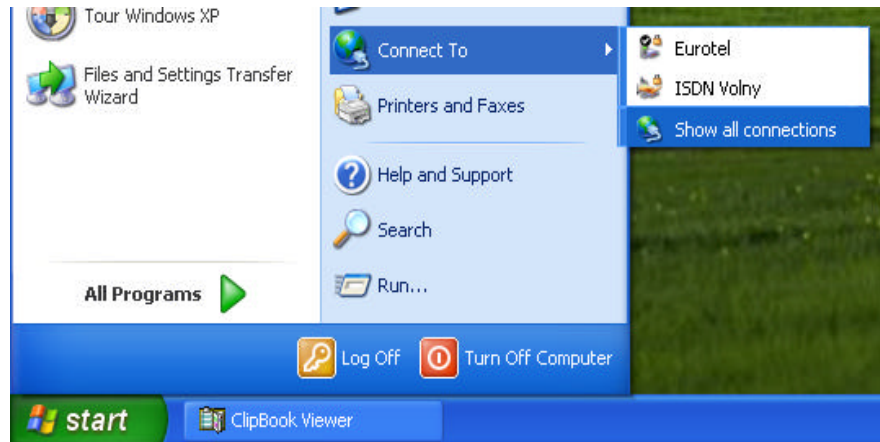 Tour Windows XP
Files and Settings Transfer
Wizard
All Programs
Connect To
Printers and Faxes
Help and Support
Search
Run...
Eurotel
ISDN Volny
Show all connections
Log Off
Turn Off Computer
start
ClipBook Viewer